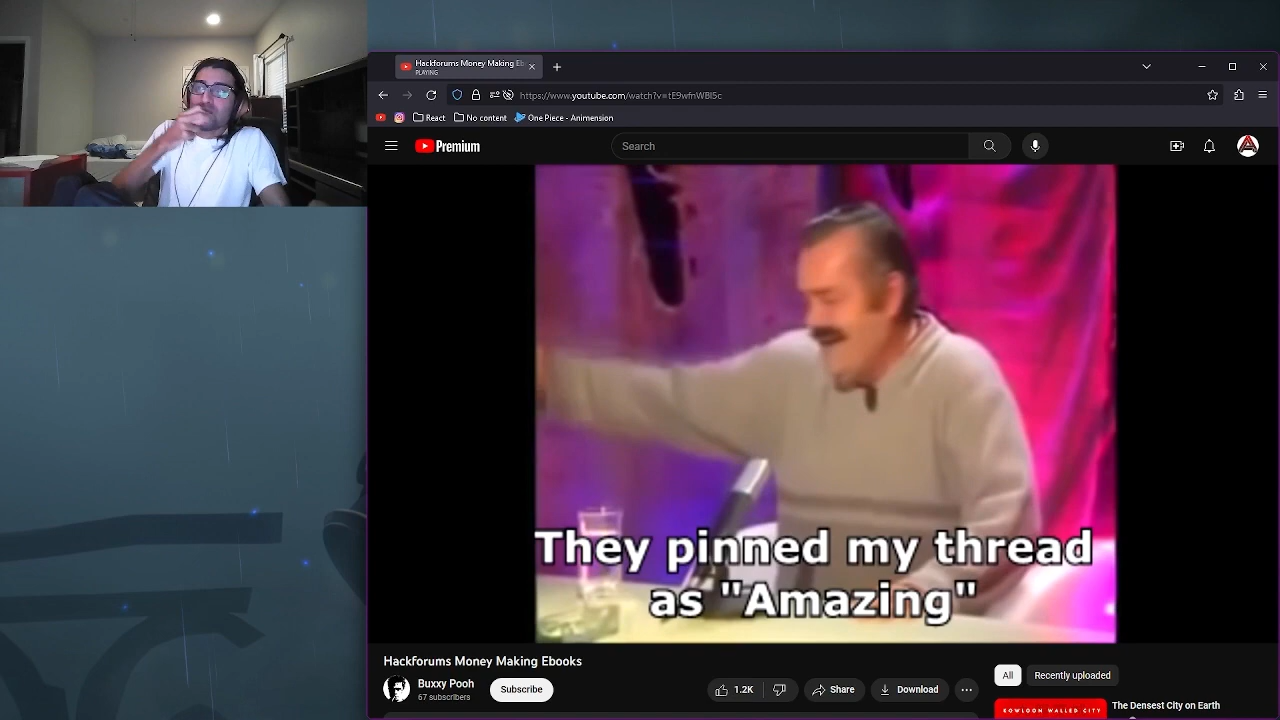 Hackforums Money Making Eb
PLAYING
https://www.youtube.com/watch?v=tE9wfnWBI5c
React
No content
One Piece - Animension
Premium
Search
They pinned my thread
as "Amazing"
Hackforums Money Making Ebooks
Buxxy Pooh
67 subscribers
Subscribe
1.2K
Share
Download
All
Recently uploaded
KOWLOON WALLED CITY
The Densest City on Earth